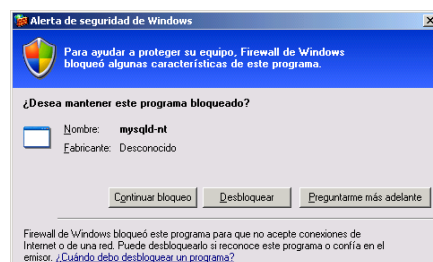 Alerta de seguridad de Windows
Para ayudar a proteger su equipo, Firewall de Windows
bloqueó algunas características de este programa.
¿Desea mantener este programa bloqueado?
Nombre: mysqld-nt
Fabricante: Desconocido
Continuar bloqueo Desbloquear Preguntarme más adelante
Firewall de Windows bloqueó este programa para que no acepte conexiones de
Internet o de una red. Puede desbloquearlo si reconoce este programa o confía en el
emisor. ¿Cuándo debo desbloquear un programa?